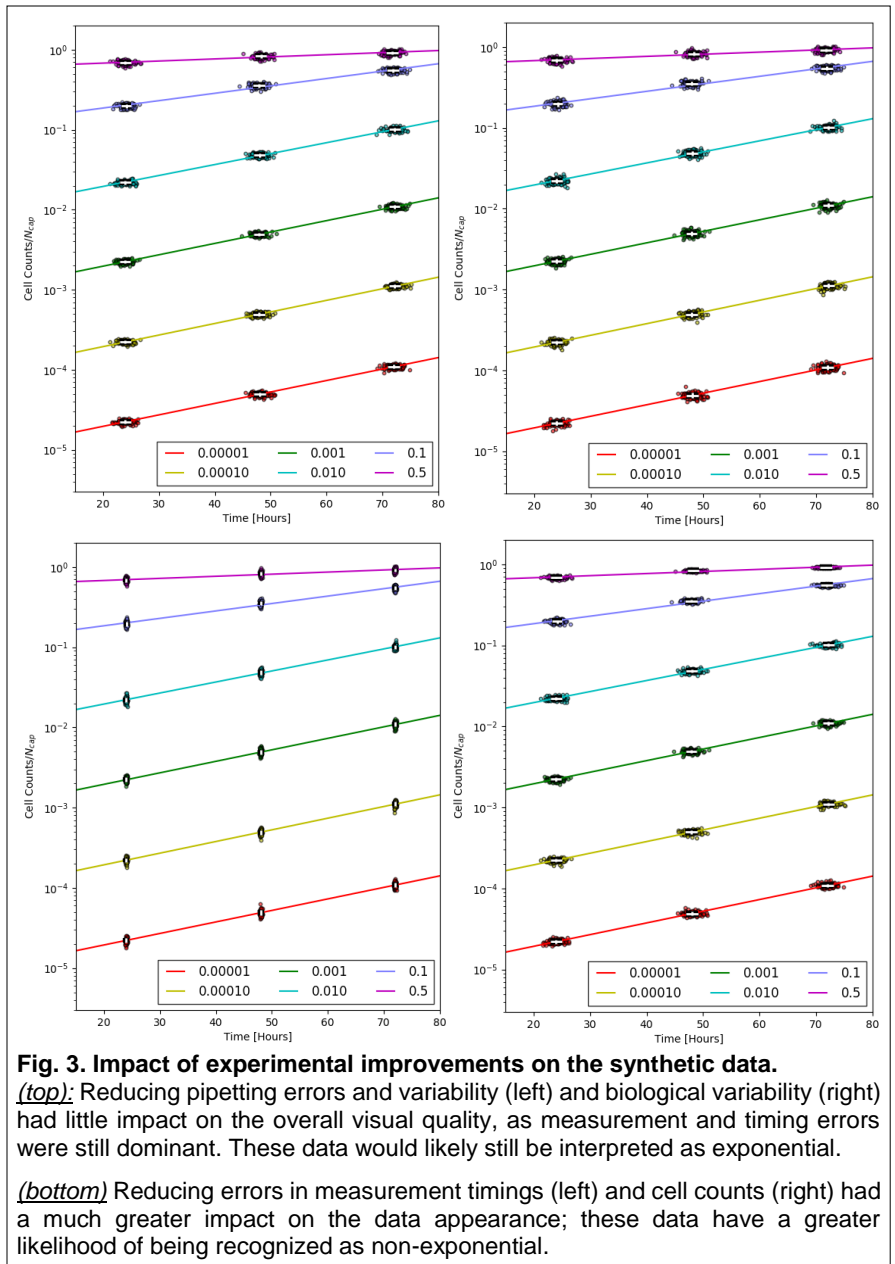 10^0
10^-1
10^-2
10^-3
10^-4
10^-5
Cell Counts/N_cap
0.00001 0.001 0.1
0.00010 0.010 0.5
20 30 40 50 60 70 80
Time [Hours]
10^0
10^-1
10^-2
10^-3
10^-4
10^-5
Cell Counts/N_cap
0.00001 0.001 0.1
0.00010 0.010 0.5
20 30 40 50 60 70 80
Time [Hours]
10^0
10^-1
10^-2
10^-3
10^-4
10^-5
Cell Counts/N_cap
0.00001 0.001 0.1
0.00010 0.010 0.5
20 30 40 50 60 70 80
Time [Hours]
10^0
10^-1
10^-2
10^-3
10^-4
10^-5
Cell Counts/N_cap
0.00001 0.001 0.1
0.00010 0.010 0.5
20 30 40 50 60 70 80
Time [Hours]
Fig. 3. Impact of experimental improvements on the synthetic data.
(top): Reducing pipetting errors and variability (left) and biological variability (right)
had little impact on the overall visual quality, as measurement and timing errors
were still dominant. These data would likely still be interpreted as exponential.
(bottom) Reducing errors in measurement timings (left) and cell counts (right) had
a much greater impact on the data appearance; these data have a greater
likelihood of being recognized as non-exponential.